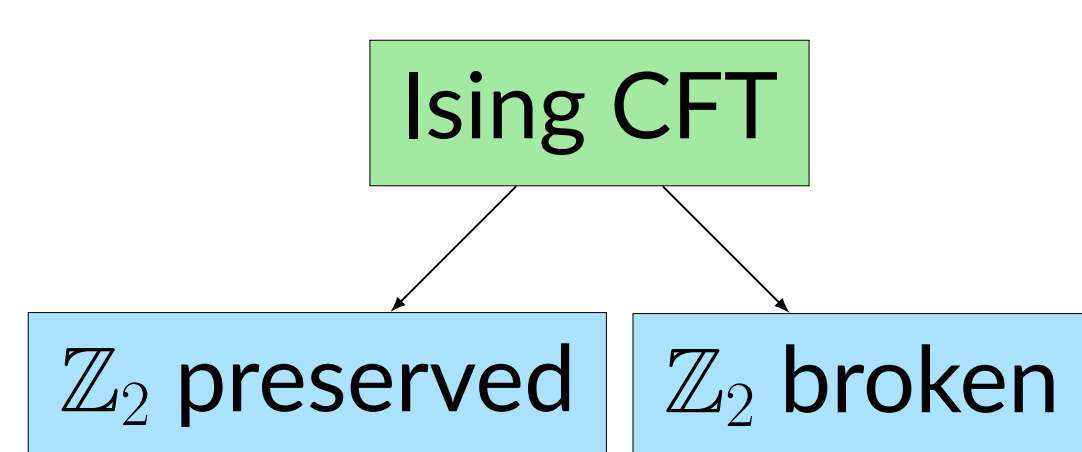 Ising CFT
ℤ₂ preserved
ℤ₂ broken